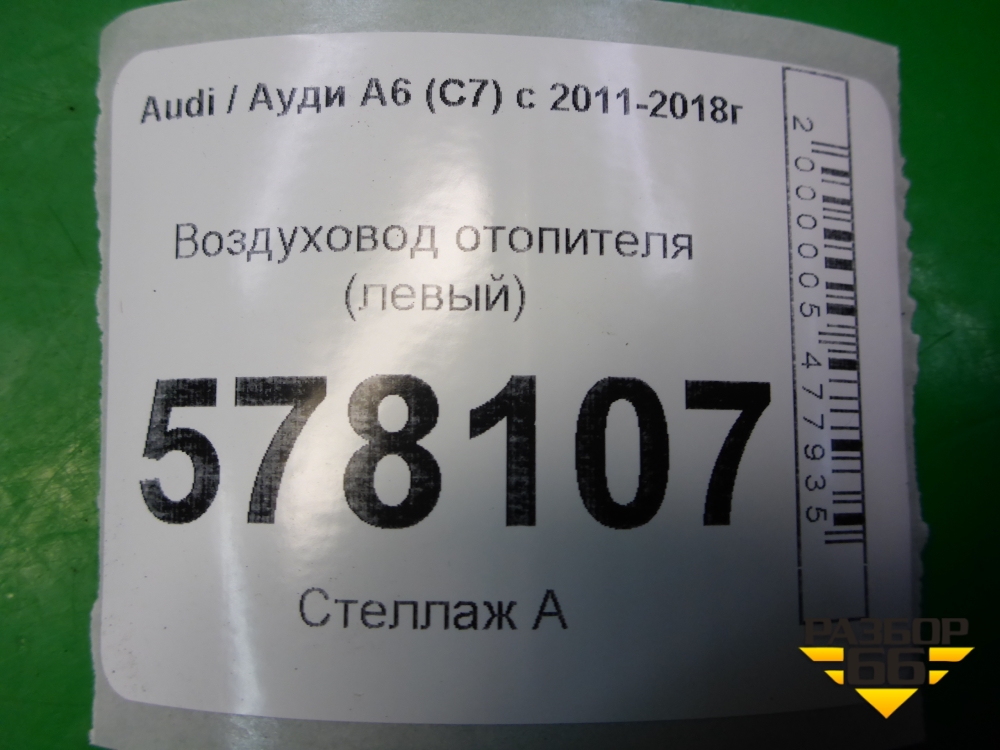 Audi / Ауди А6 (С7) с 2011-2018г
Воздуховод отопителя
(левый)
578107
Стеллаж А
2000005477935
РАЗБОР
66